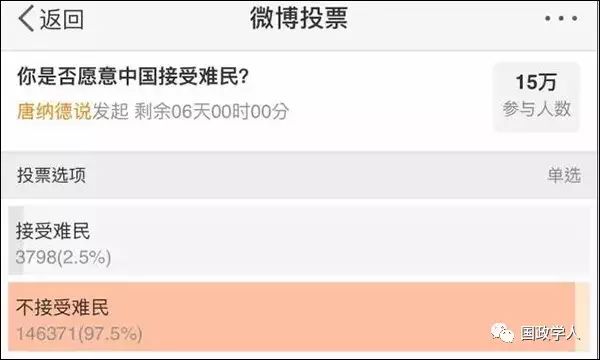 返回
微博投票
你是否愿意中国接受难民?
唐纳德说发起 剩余06天00时00分
15万
参与人数
投票选项
单选
接受难民
3798(2.5%)
不接受难民
146371(97.5%)
国政学人